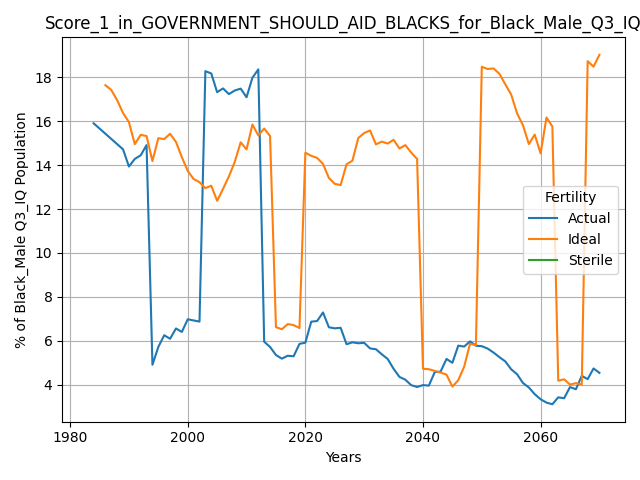 Score_1_in_GOVERNMENT_SHOULD_AID_BLACKS_for_Black_Male_Q3_IQ
% of Black_Male Q3_IQ Population
18
16
14
12
10
8
6
4
Fertility
Actual
Ideal
Sterile
1980 2000 2020 2040 2060
Years